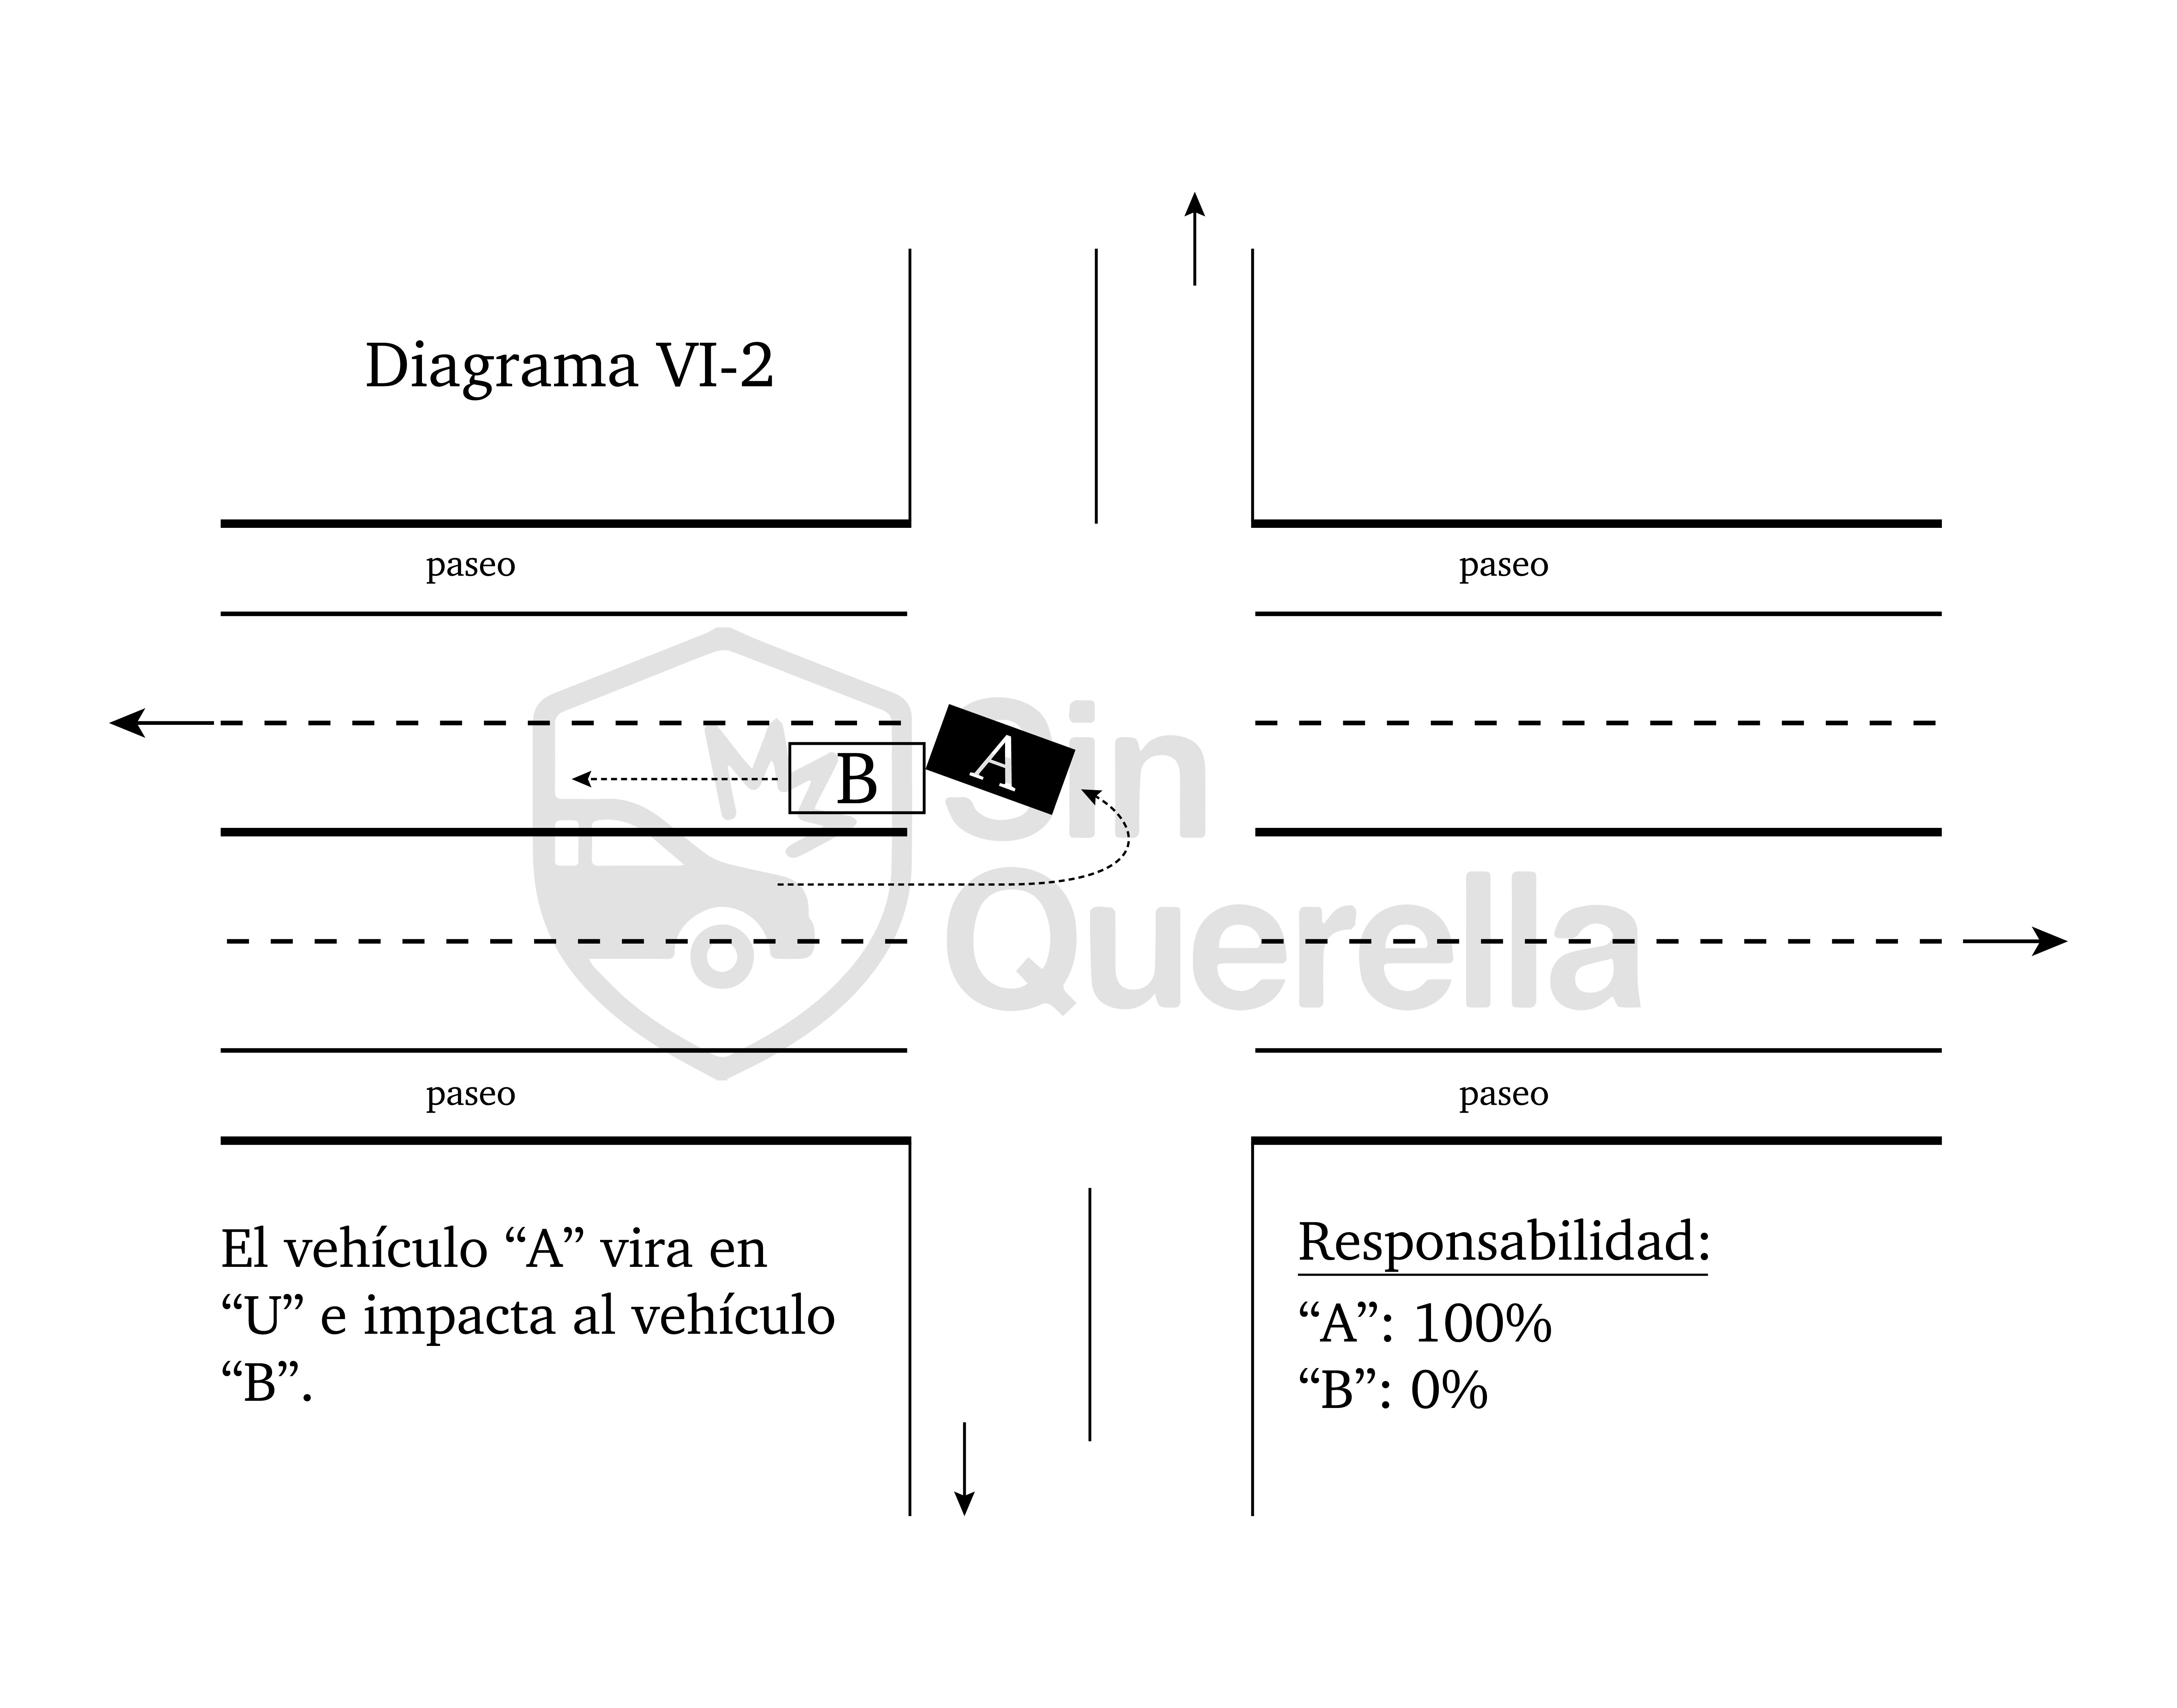 Diagrama VI-2
paseo
paseo
B
A
Sin
Querella
paseo
paseo
El vehículo “A” vira en
“U” e impacta al vehículo
“B”.
Responsabilidad:
“A”: 100%
“B”: 0%